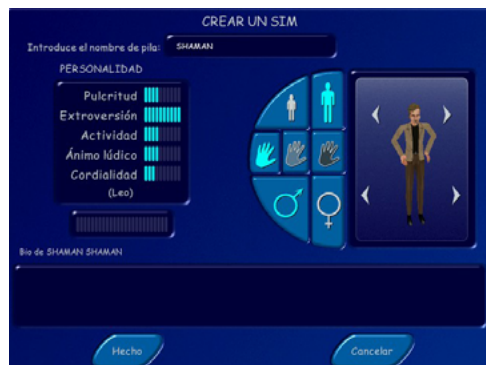 CREAR UN SIM
Introduce el nombre de pila: SHAMAN
PERSONALIDAD
Pulcritud
Extroversión
Actividad
Ánimo lúdico
Cordialidad
(Leo)
Bio de SHAMAN SHAMAN
Hecho
Cancelar